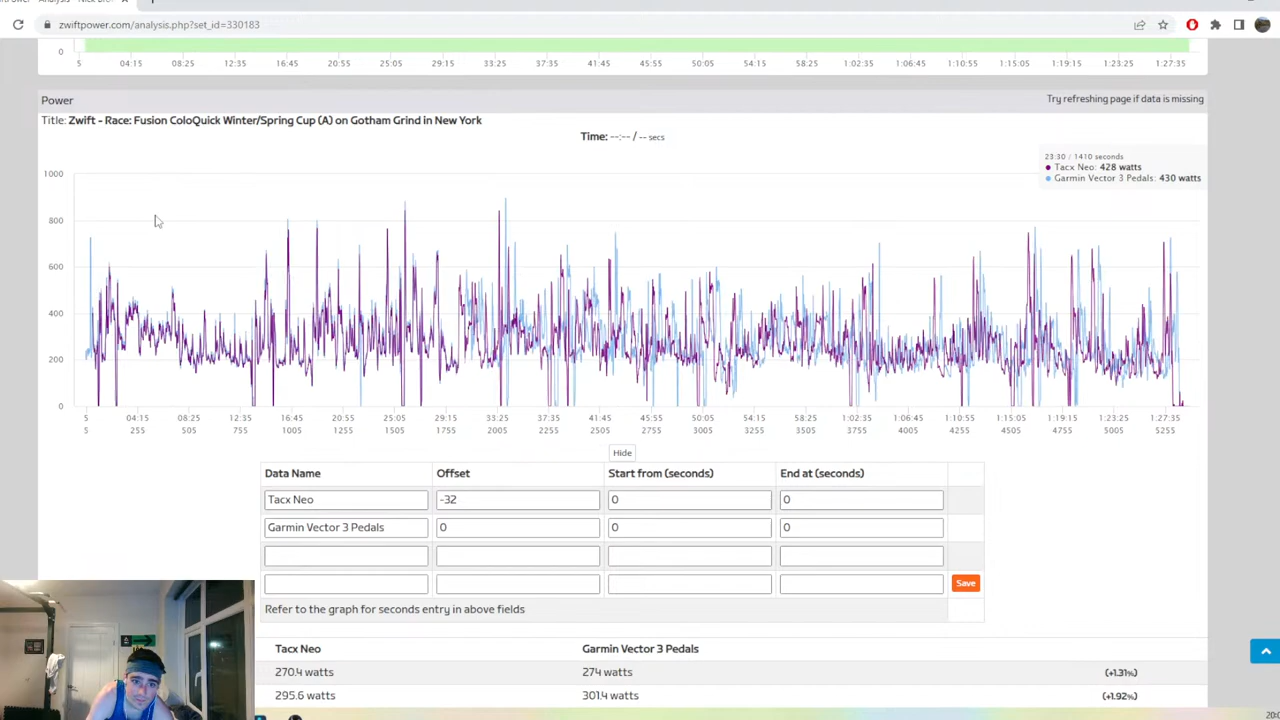 zwiftpower.com/analysis.php?set_id=330183
0
5 04:15 08:25 12:35 16:45 20:55 25:05 29:15 33:25 37:35 41:45 45:55 50:05 54:15 58:25 1:02:35 1:06:45 1:10:55 1:15:05 1:19:15 1:23:25 1:27:35
Power
Try refreshing page if data is missing
Title: Zwift - Race: Fusion ColoQuick Winter/Spring Cup (A) on Gotham Grind in New York
Time: --:-- / -- secs
23:30 / 1410 seconds
Tacx Neo: 428 watts
Garmin Vector 3 Pedals: 430 watts
1000
800
600
400
200
0
5 04:15 08:25 12:35 16:45 20:55 25:05 29:15 33:25 37:35 41:45 45:55 50:05 54:15 58:25 1:02:35 1:06:45 1:10:55 1:15:05 1:19:15 1:23:25 1:27:35
5 255 505 755 1005 1255 1505 1755 2005 2255 2505 2755 3005 3255 3505 3755 4005 4255 4505 4755 5005 5255
Hide
Data Name Offset Start from (seconds) End at (seconds)
Tacx Neo -32 0 0
Garmin Vector 3 Pedals 0 0 0
Save
Refer to the graph for seconds entry in above fields
Tacx Neo Garmin Vector 3 Pedals
270.4 watts 274 watts (+1.31%)
295.6 watts 301.4 watts (+1.92%)